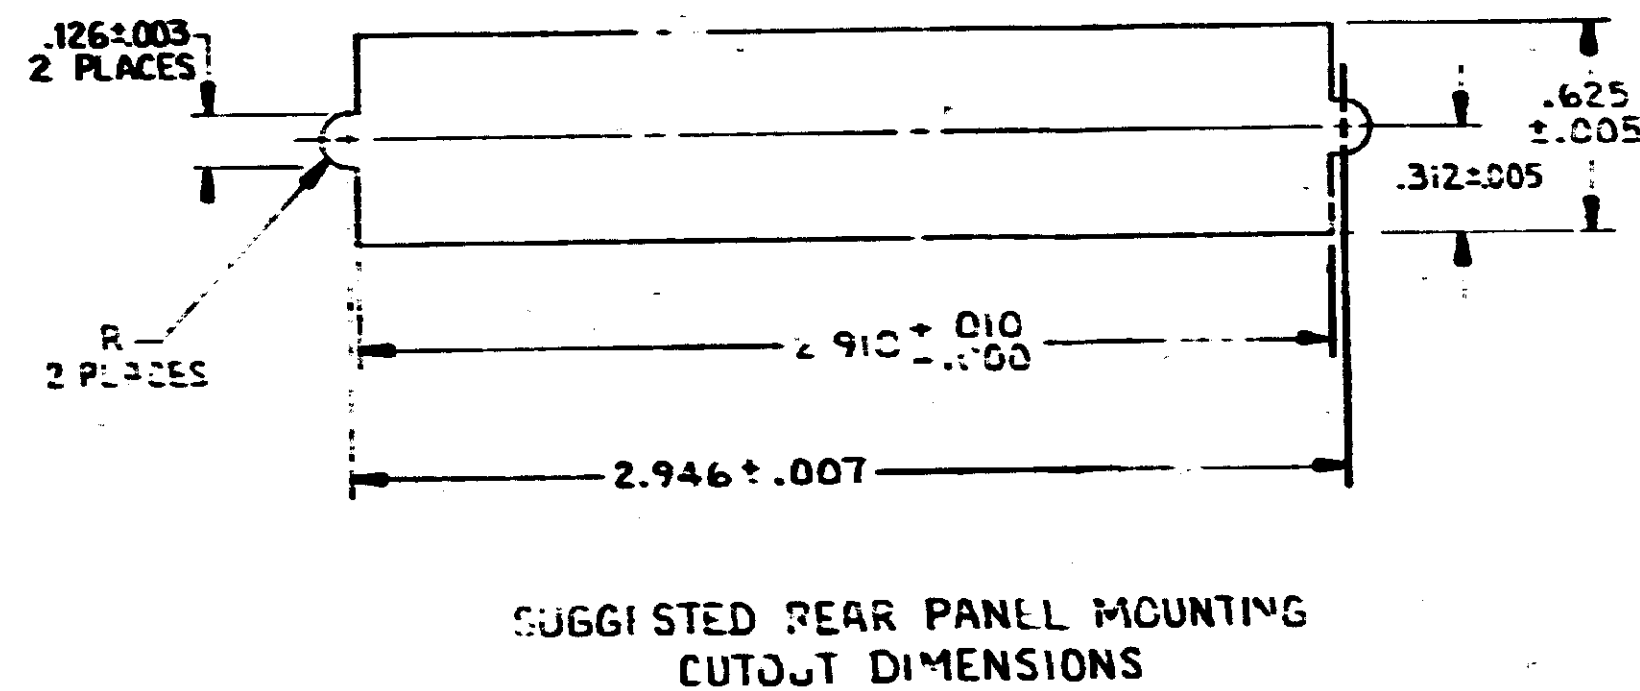 .126±.003
2 PLACES
.625
±.005
.312±.005
R
2 PLACES
2.910 + .010
- .000
2.946 ± .007
SUGGESTED REAR PANEL MOUNTING
CUTOUT DIMENSIONS